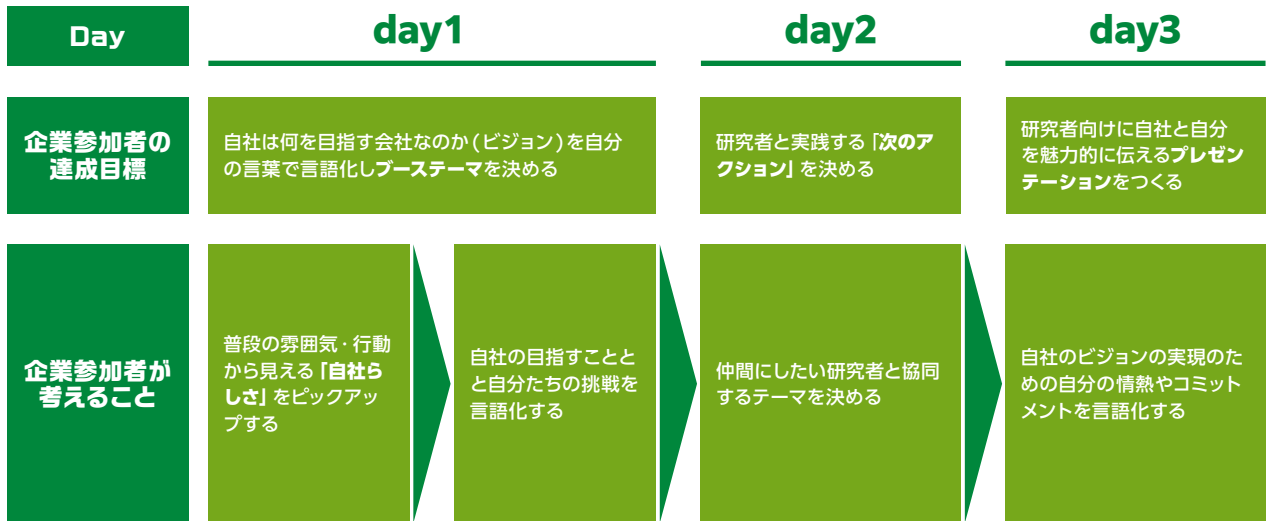 Day
day1
day2
day3
企業参加者の
達成目標
自社は何を目指す会社なのか(ビジョン)を自分
の言葉で言語化しブーステーマを決める
研究者と実践する「次のア
クション」を決める
研究者向けに自社と自分
を魅力的に伝えるプレゼン
テーションをつくる
企業参加者が
考えること
普段の雰囲気・行動
から見える「自社ら
しさ」をピックアッ
プする
自社の目指すことと
と自分たちの挑戦を
言語化する
仲間にしたい研究者と協同
するテーマを決める
自社のビジョンの実現のた
めの自分の情熱やコミット
メントを言語化する